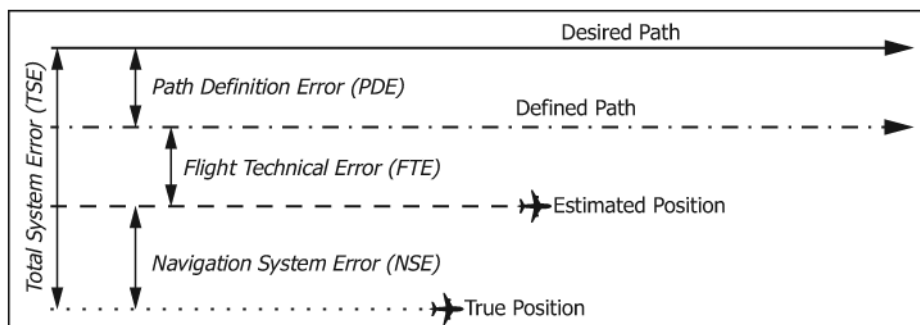 Desired Path
Path Definition Error (PDE)
Defined Path
Total System Error (TSE)
Flight Technical Error (FTE)
Estimated Position
Navigation System Error (NSE)
True Position